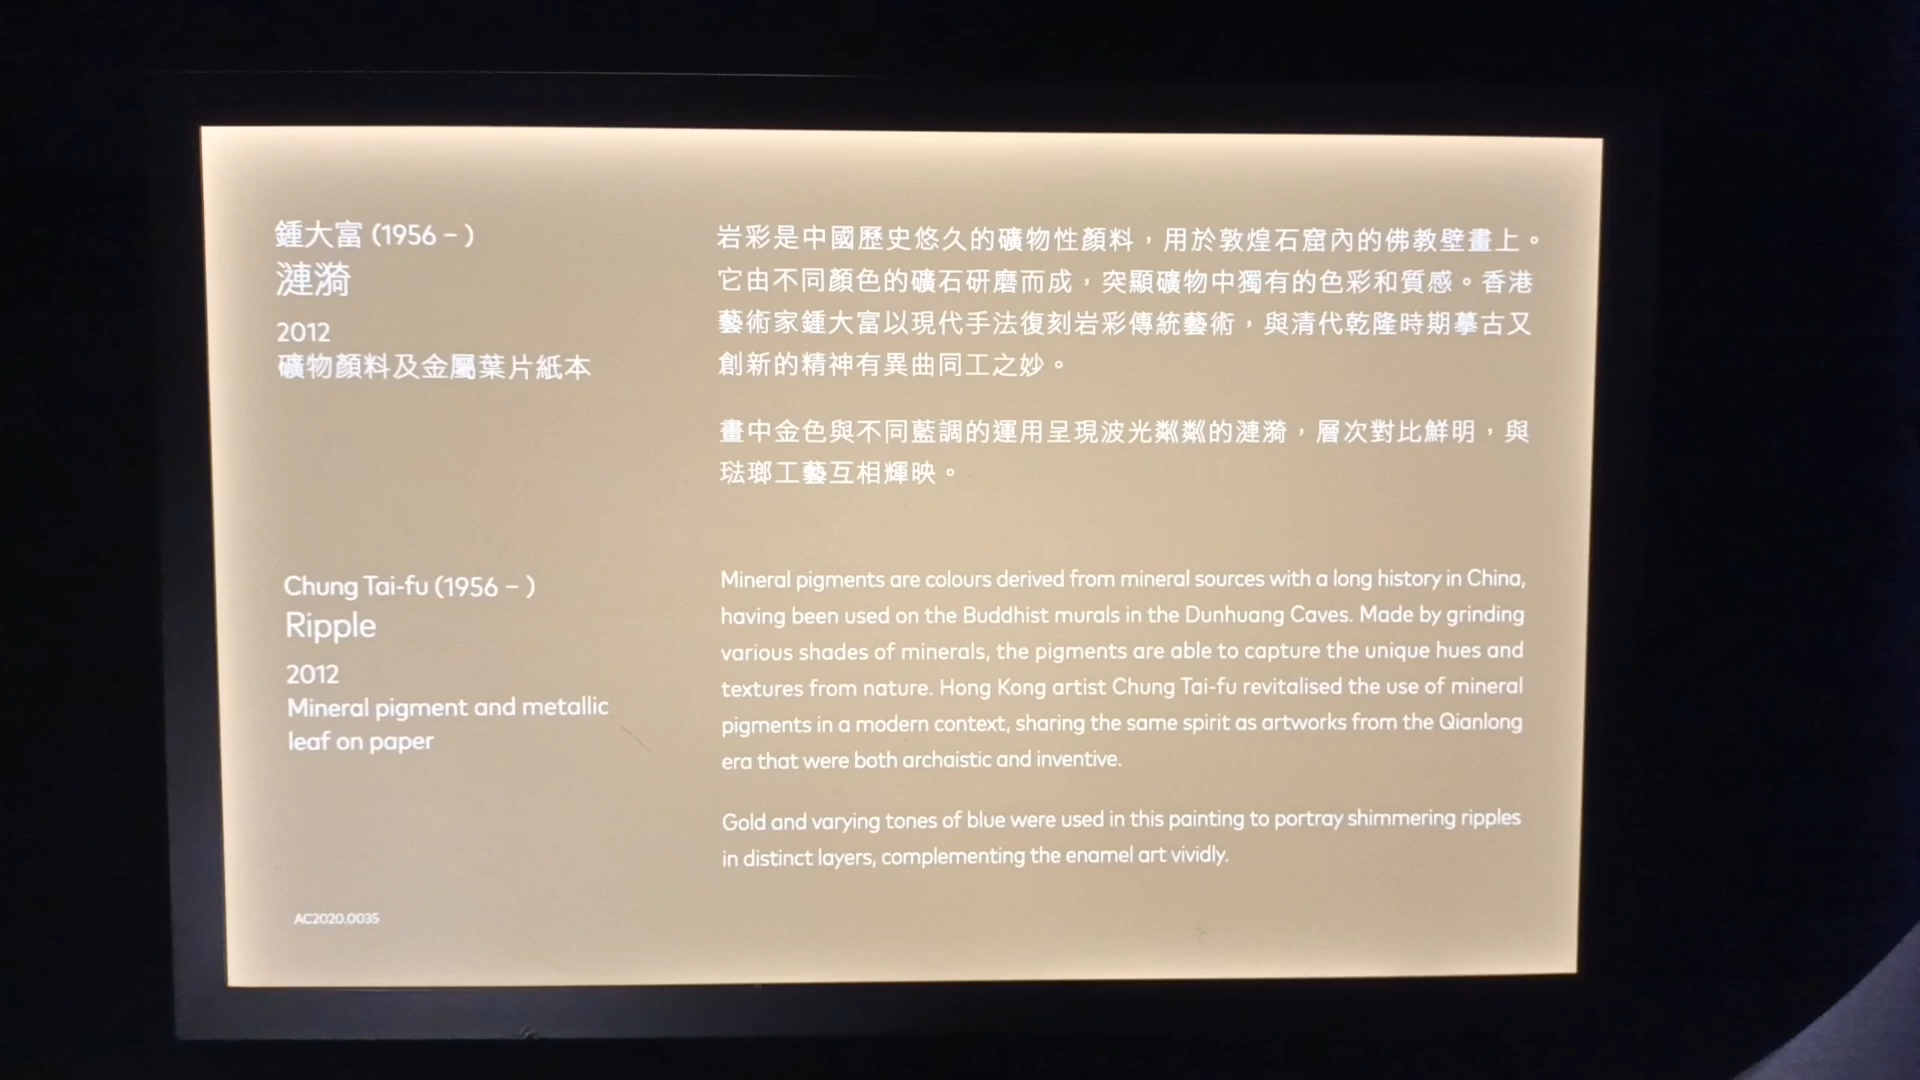 鍾大富 (1956 – )
漣漪
2012
礦物顏料及金屬葉片紙本
岩彩是中國歷史悠久的礦物性顏料，用於敦煌石窟內的佛教壁畫上。
它由不同顏色的礦石研磨而成，突顯礦物中獨有的色彩和質感。香港
藝術家鍾大富以現代手法復刻岩彩傳統藝術，與清代乾隆時期摹古又
創新的精神有異曲同工之妙。
畫中金色與不同藍調的運用呈現波光粼粼的漣漪，層次對比鮮明，與
琺瑯工藝互相輝映。
Chung Tai-fu (1956 – )
Ripple
2012
Mineral pigment and metallic
leaf on paper
Mineral pigments are colours derived from mineral sources with a long history in China,
having been used on the Buddhist murals in the Dunhuang Caves. Made by grinding
various shades of minerals, the pigments are able to capture the unique hues and
textures from nature. Hong Kong artist Chung Tai-fu revitalised the use of mineral
pigments in a modern context, sharing the same spirit as artworks from the Qianlong
era that were both archaistic and inventive.
Gold and varying tones of blue were used in this painting to portray shimmering ripples
in distinct layers, complementing the enamel art vividly.
AC2020.0035